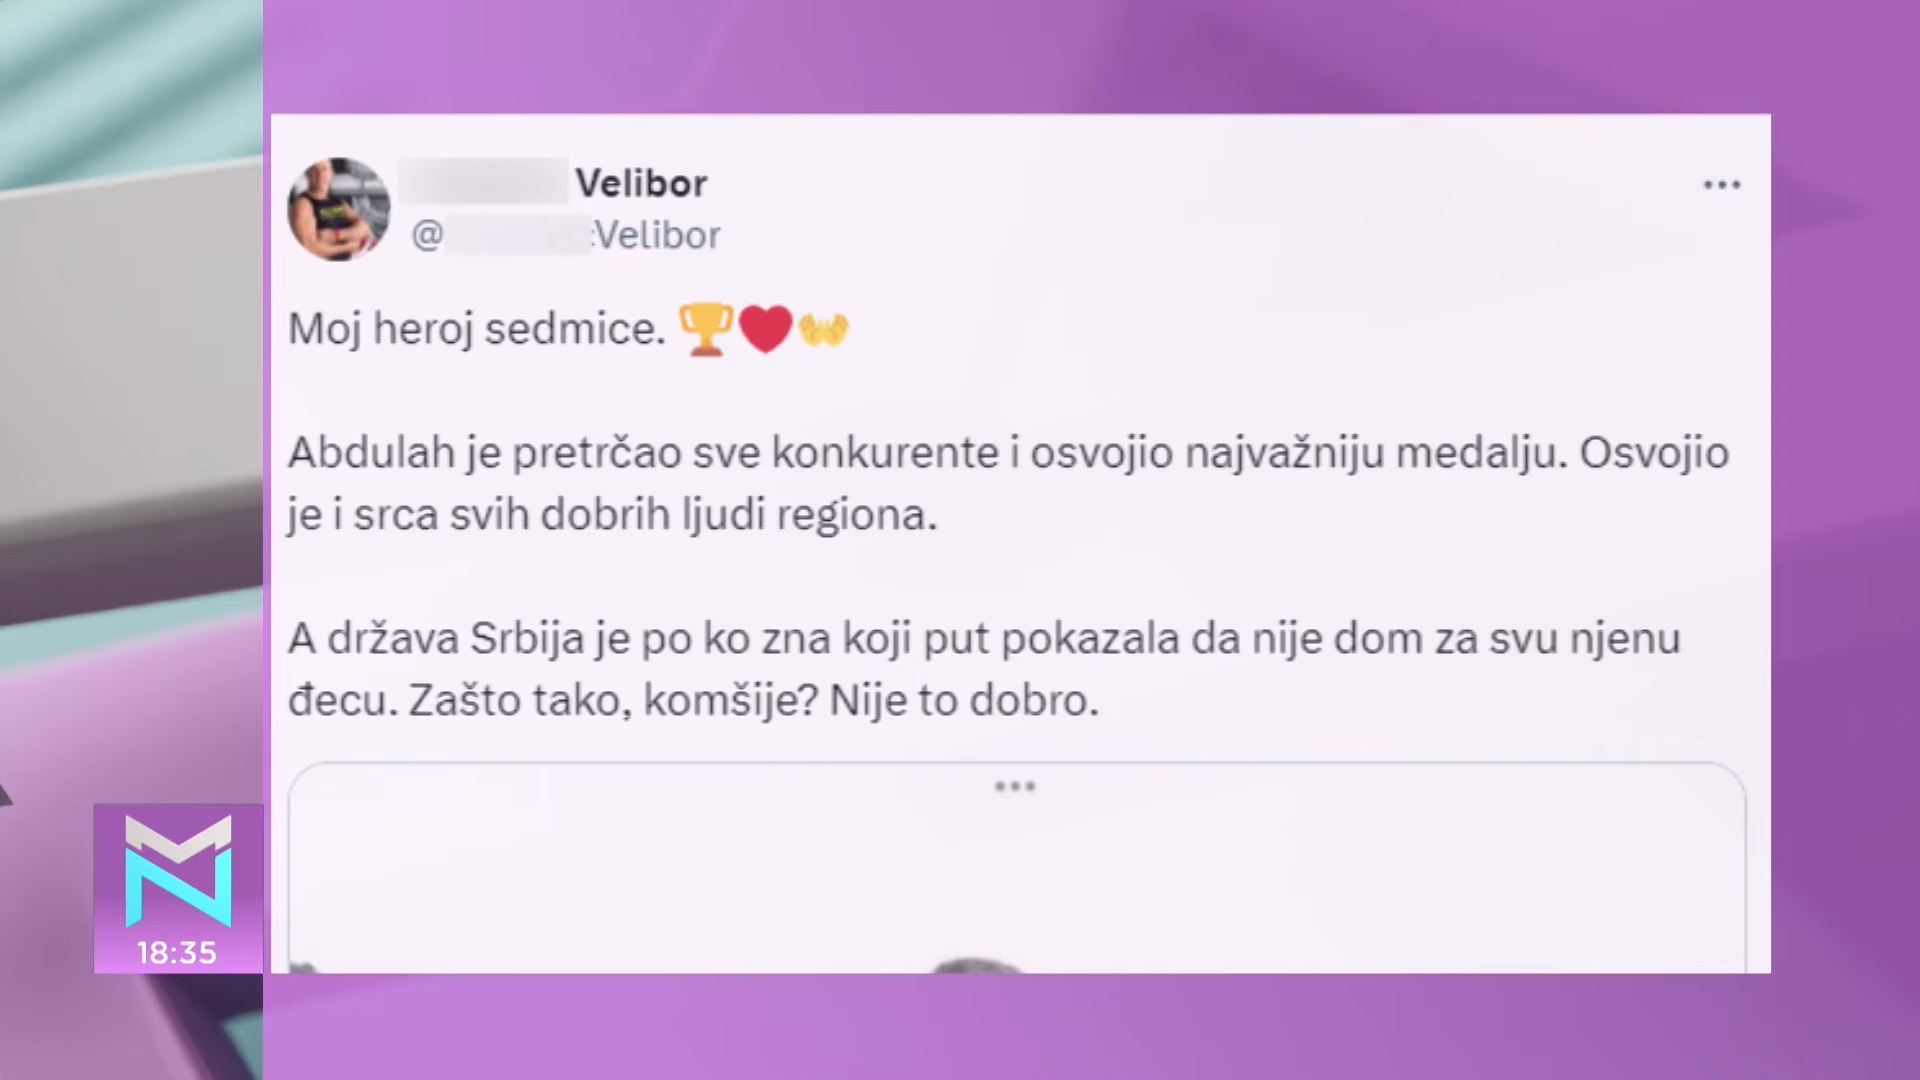 Velibor
@
Velibor
Moj heroj sedmice. 🏆❤️🤲
Abdulah je pretrčao sve konkurente i osvojio najvažniju medalju. Osvojio
je i srca svih dobrih ljudi regiona.
A država Srbija je po ko zna koji put pokazala da nije dom za svu njenu
đecu. Zašto tako, komšije? Nije to dobro.
MN
18:35